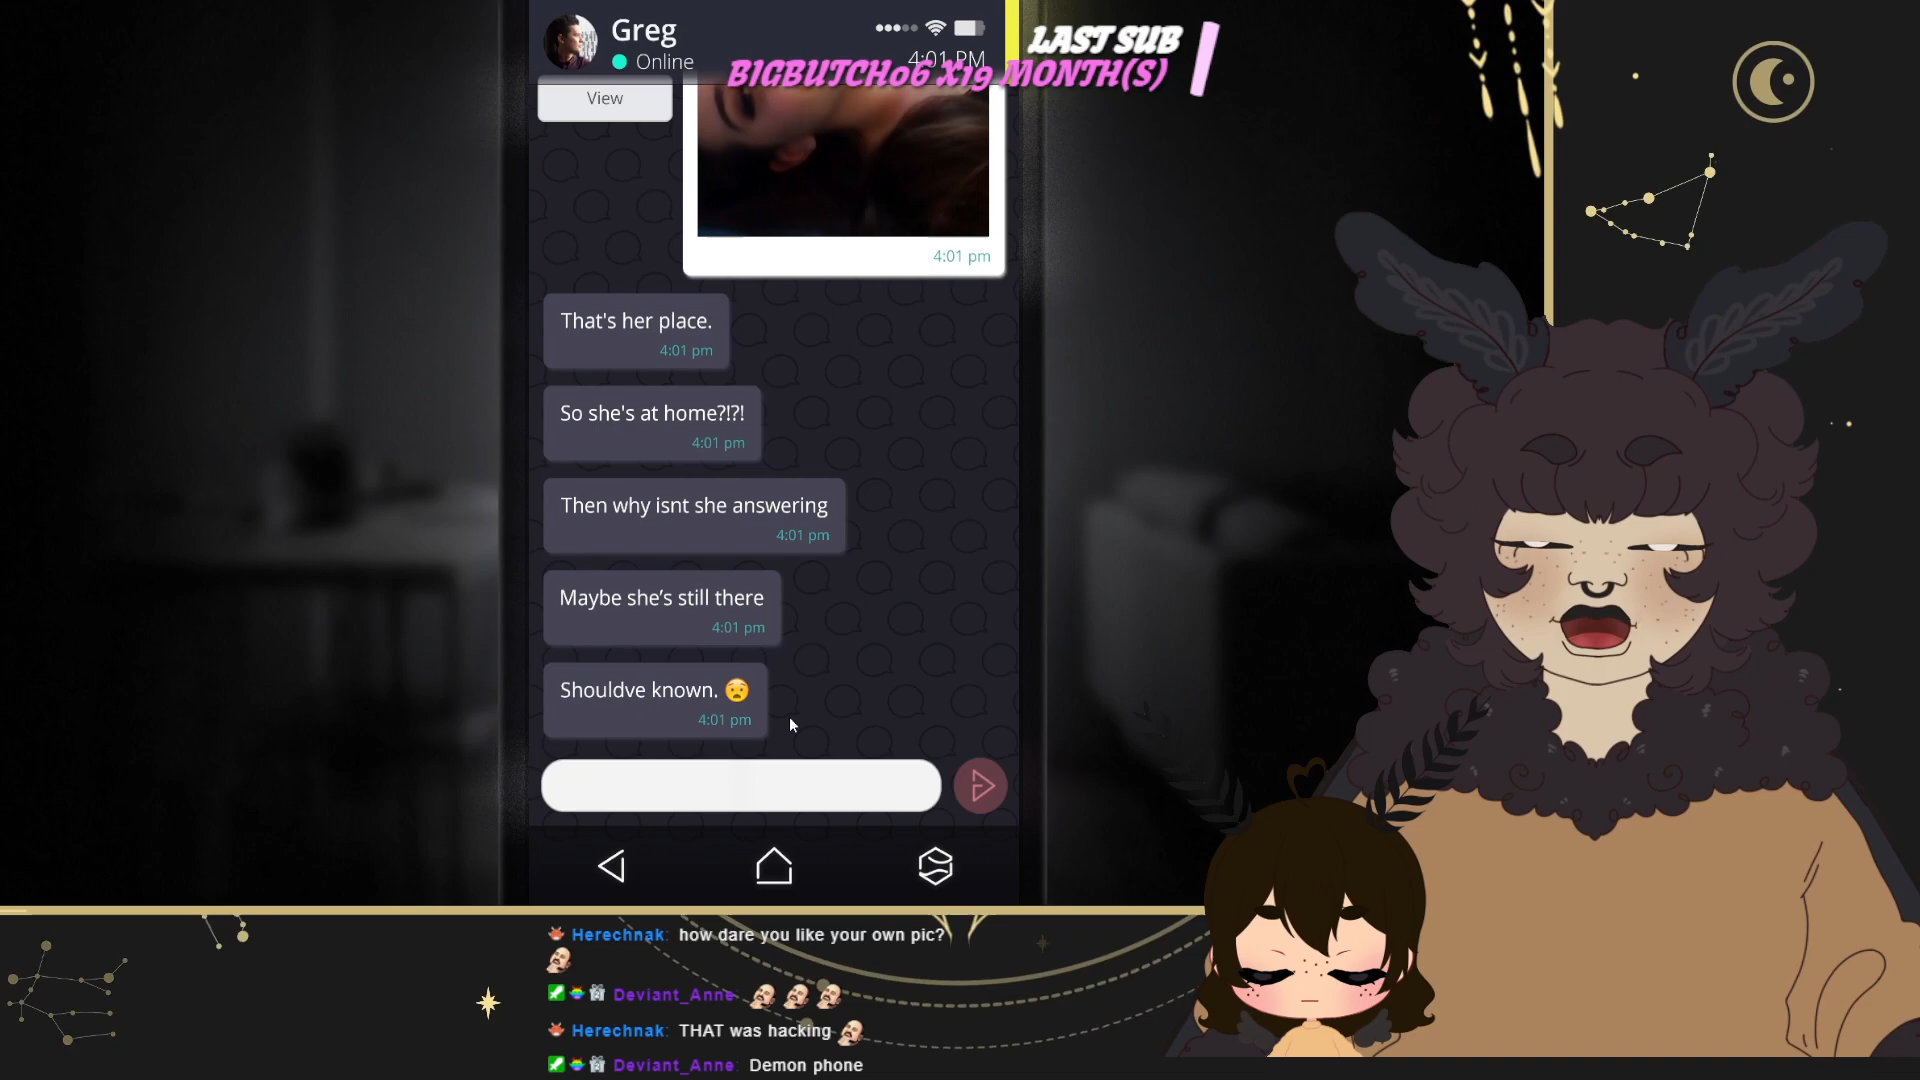 Greg
Online
4:01 PM
LAST SUB
BIGBUTCH06 X19 MONTH(S)
View
4:01 pm
That's her place.
4:01 pm
So she's at home?!?!
4:01 pm
Then why isnt she answering
4:01 pm
Maybe she’s still there
4:01 pm
Shouldve known. 😧
4:01 pm
Herechnak: how dare you like your own pic?
Deviant_Anne:
Herechnak: THAT was hacking
Deviant_Anne: Demon phone